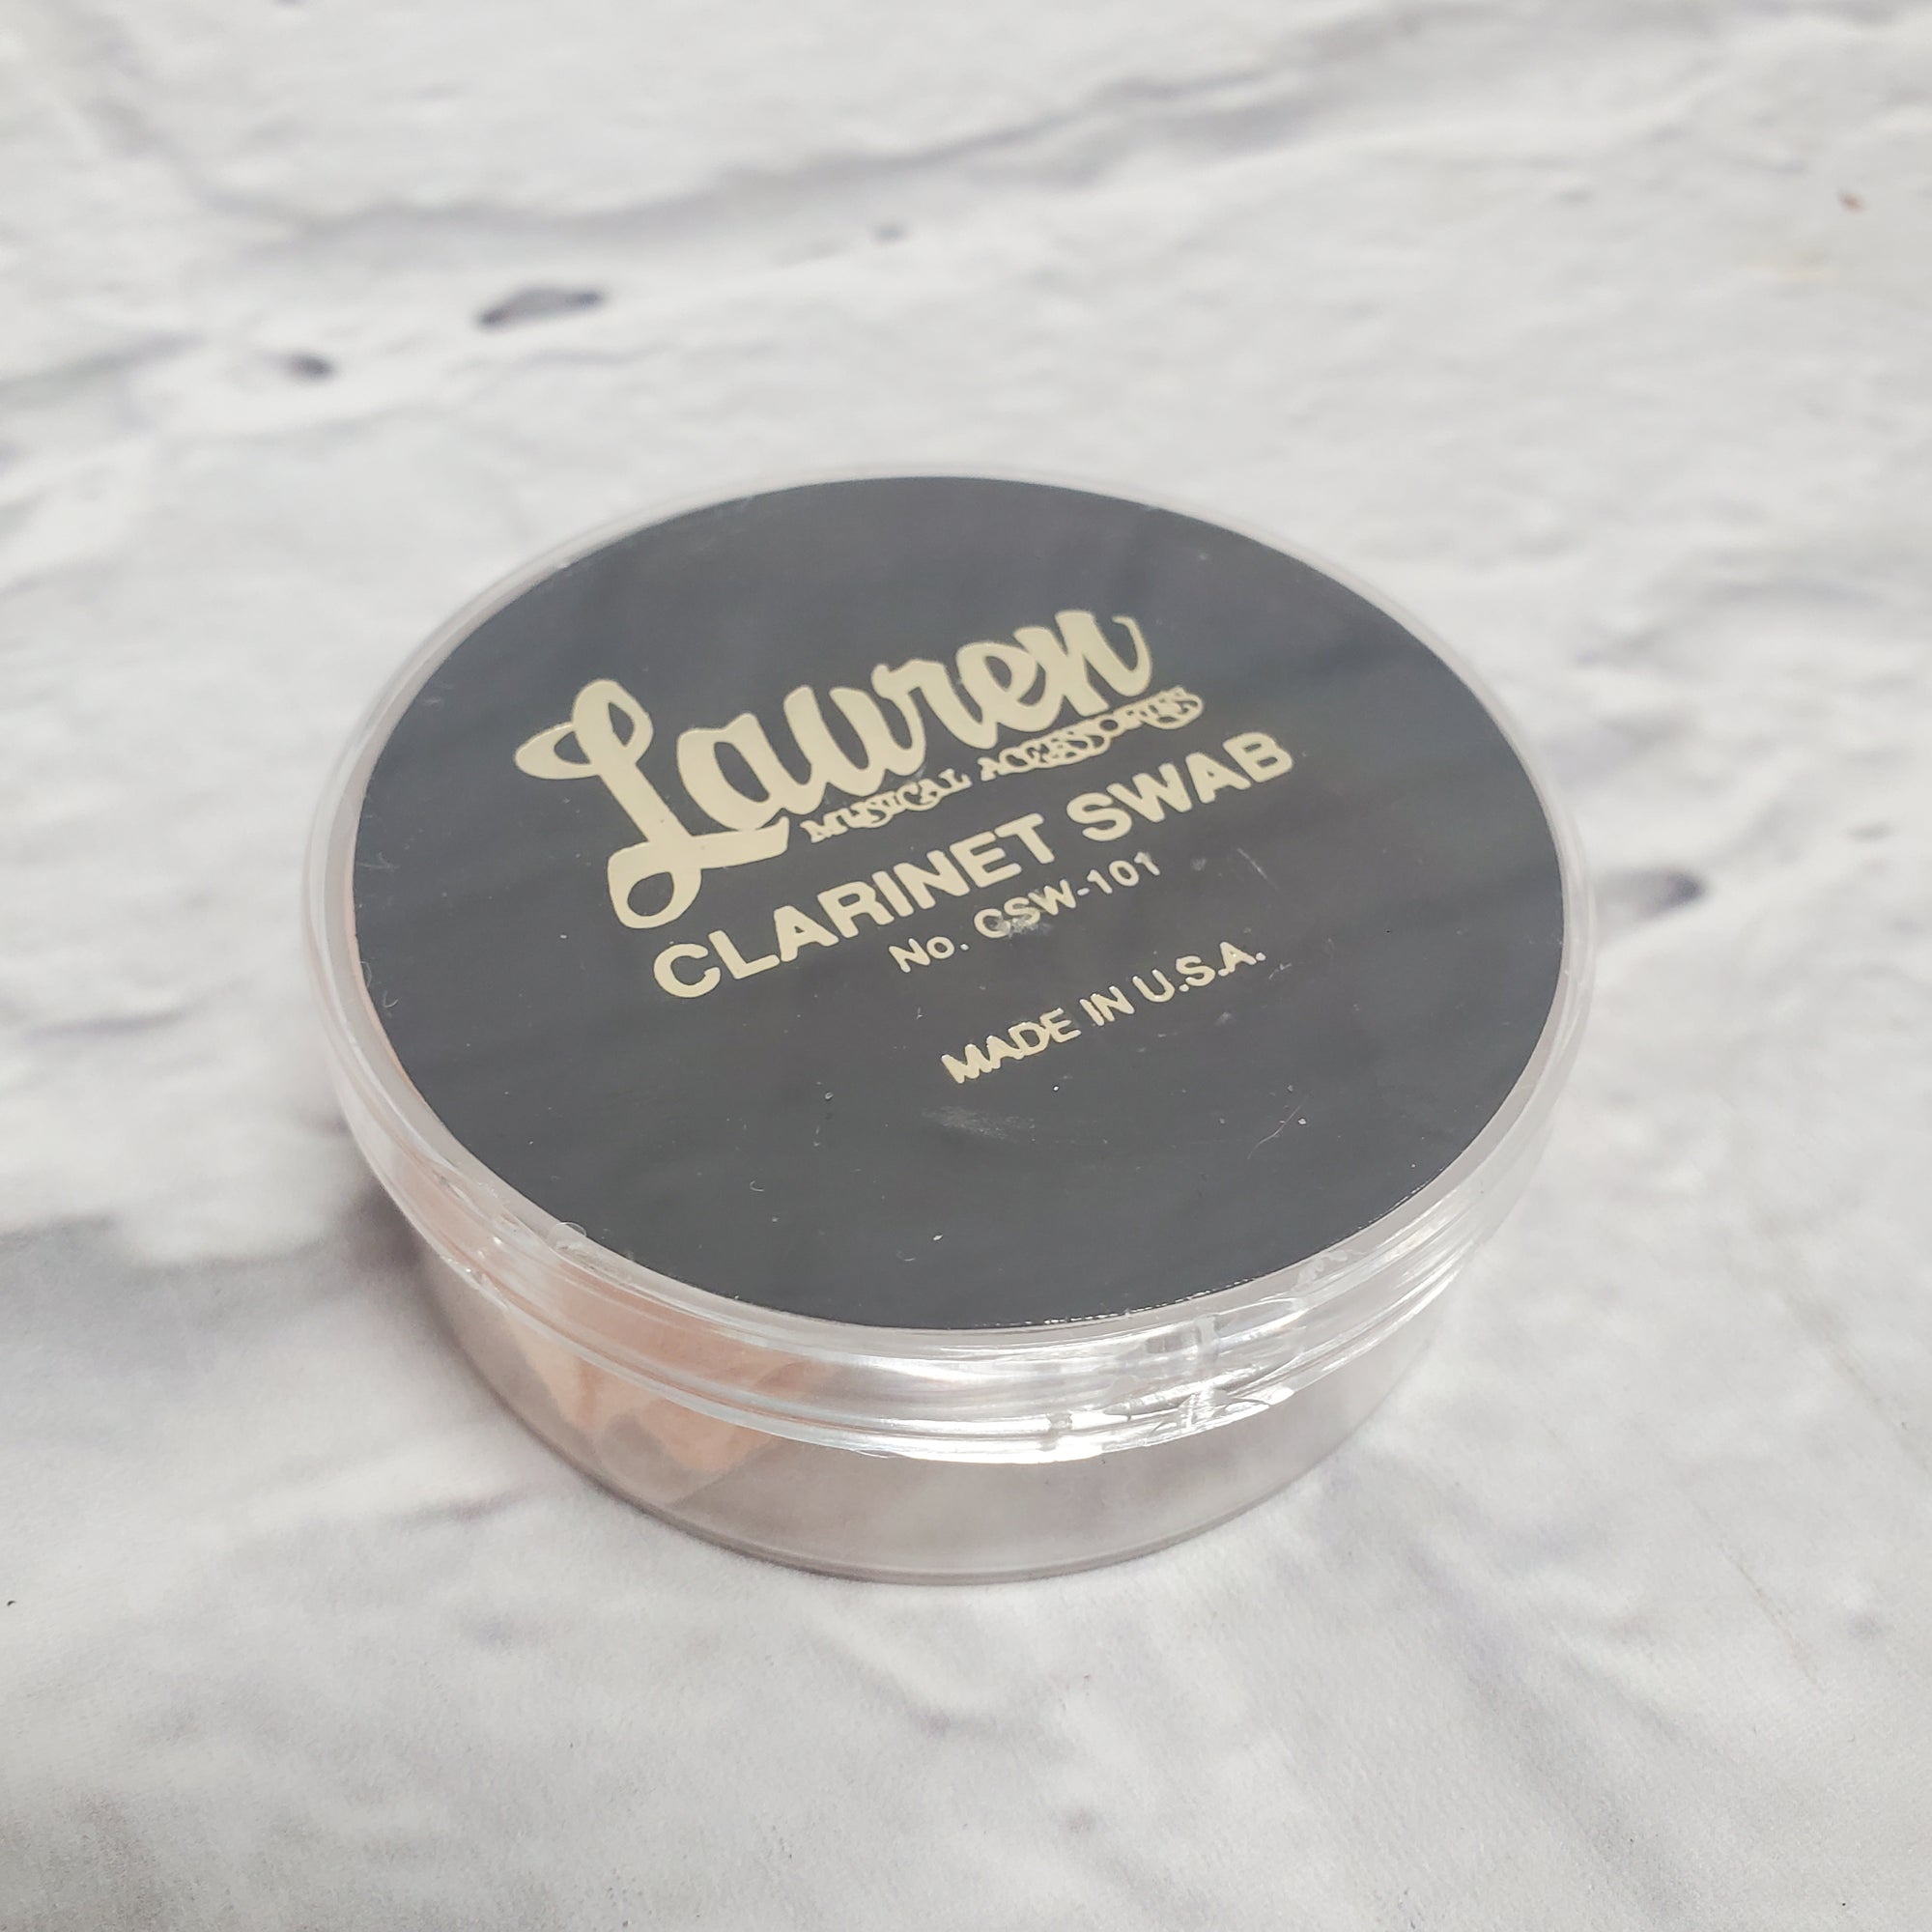 Lauren
MUSICAL ACCESSORIES
CLARINET SWAB
No. CSW-101
MADE IN U.S.A.